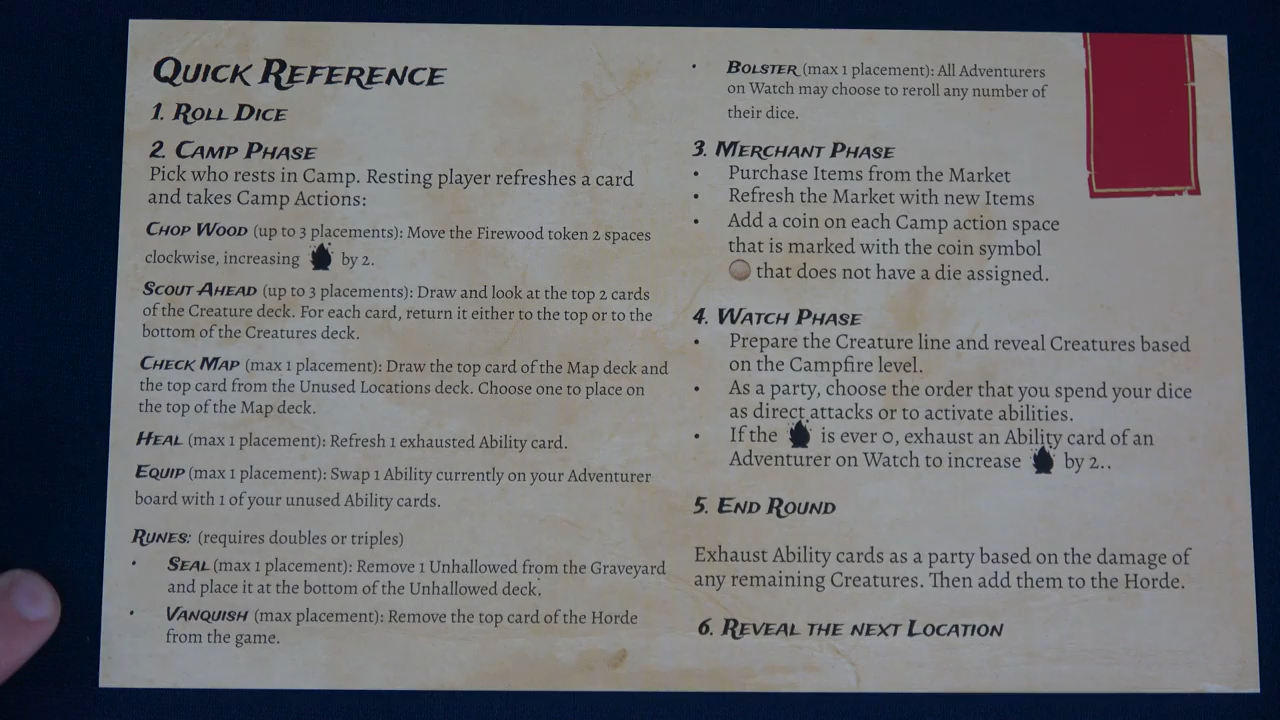 QUICK REFERENCE
1. ROLL DICE
2. CAMP PHASE
Pick who rests in Camp. Resting player refreshes a card
and takes Camp Actions:
CHOP WOOD (up to 3 placements): Move the Firewood token 2 spaces
clockwise, increasing by 2.
SCOUT AHEAD (up to 3 placements): Draw and look at the top 2 cards
of the Creature deck. For each card, return it either to the top or to the
bottom of the Creatures deck.
CHECK MAP (max 1 placement): Draw the top card of the Map deck and
the top card from the Unused Locations deck. Choose one to place on
the top of the Map deck.
HEAL (max 1 placement): Refresh 1 exhausted Ability card.
EQUIP (max 1 placement): Swap 1 Ability currently on your Adventurer
board with 1 of your unused Ability cards.
RUNES: (requires doubles or triples)
• SEAL (max 1 placement): Remove 1 Unhallowed from the Graveyard
and place it at the bottom of the Unhallowed deck.
• VANQUISH (max placement): Remove the top card of the Horde
from the game.
• BOLSTER (max 1 placement): All Adventurers
on Watch may choose to reroll any number of
their dice.
3. MERCHANT PHASE
• Purchase Items from the Market
• Refresh the Market with new Items
• Add a coin on each Camp action space
that is marked with the coin symbol
that does not have a die assigned.
4. WATCH PHASE
• Prepare the Creature line and reveal Creatures based
on the Campfire level.
• As a party, choose the order that you spend your dice
as direct attacks or to activate abilities.
• If the is ever 0, exhaust an Ability card of an
Adventurer on Watch to increase by 2..
5. END ROUND
Exhaust Ability cards as a party based on the damage of
any remaining Creatures. Then add them to the Horde.
6. REVEAL THE NEXT LOCATION